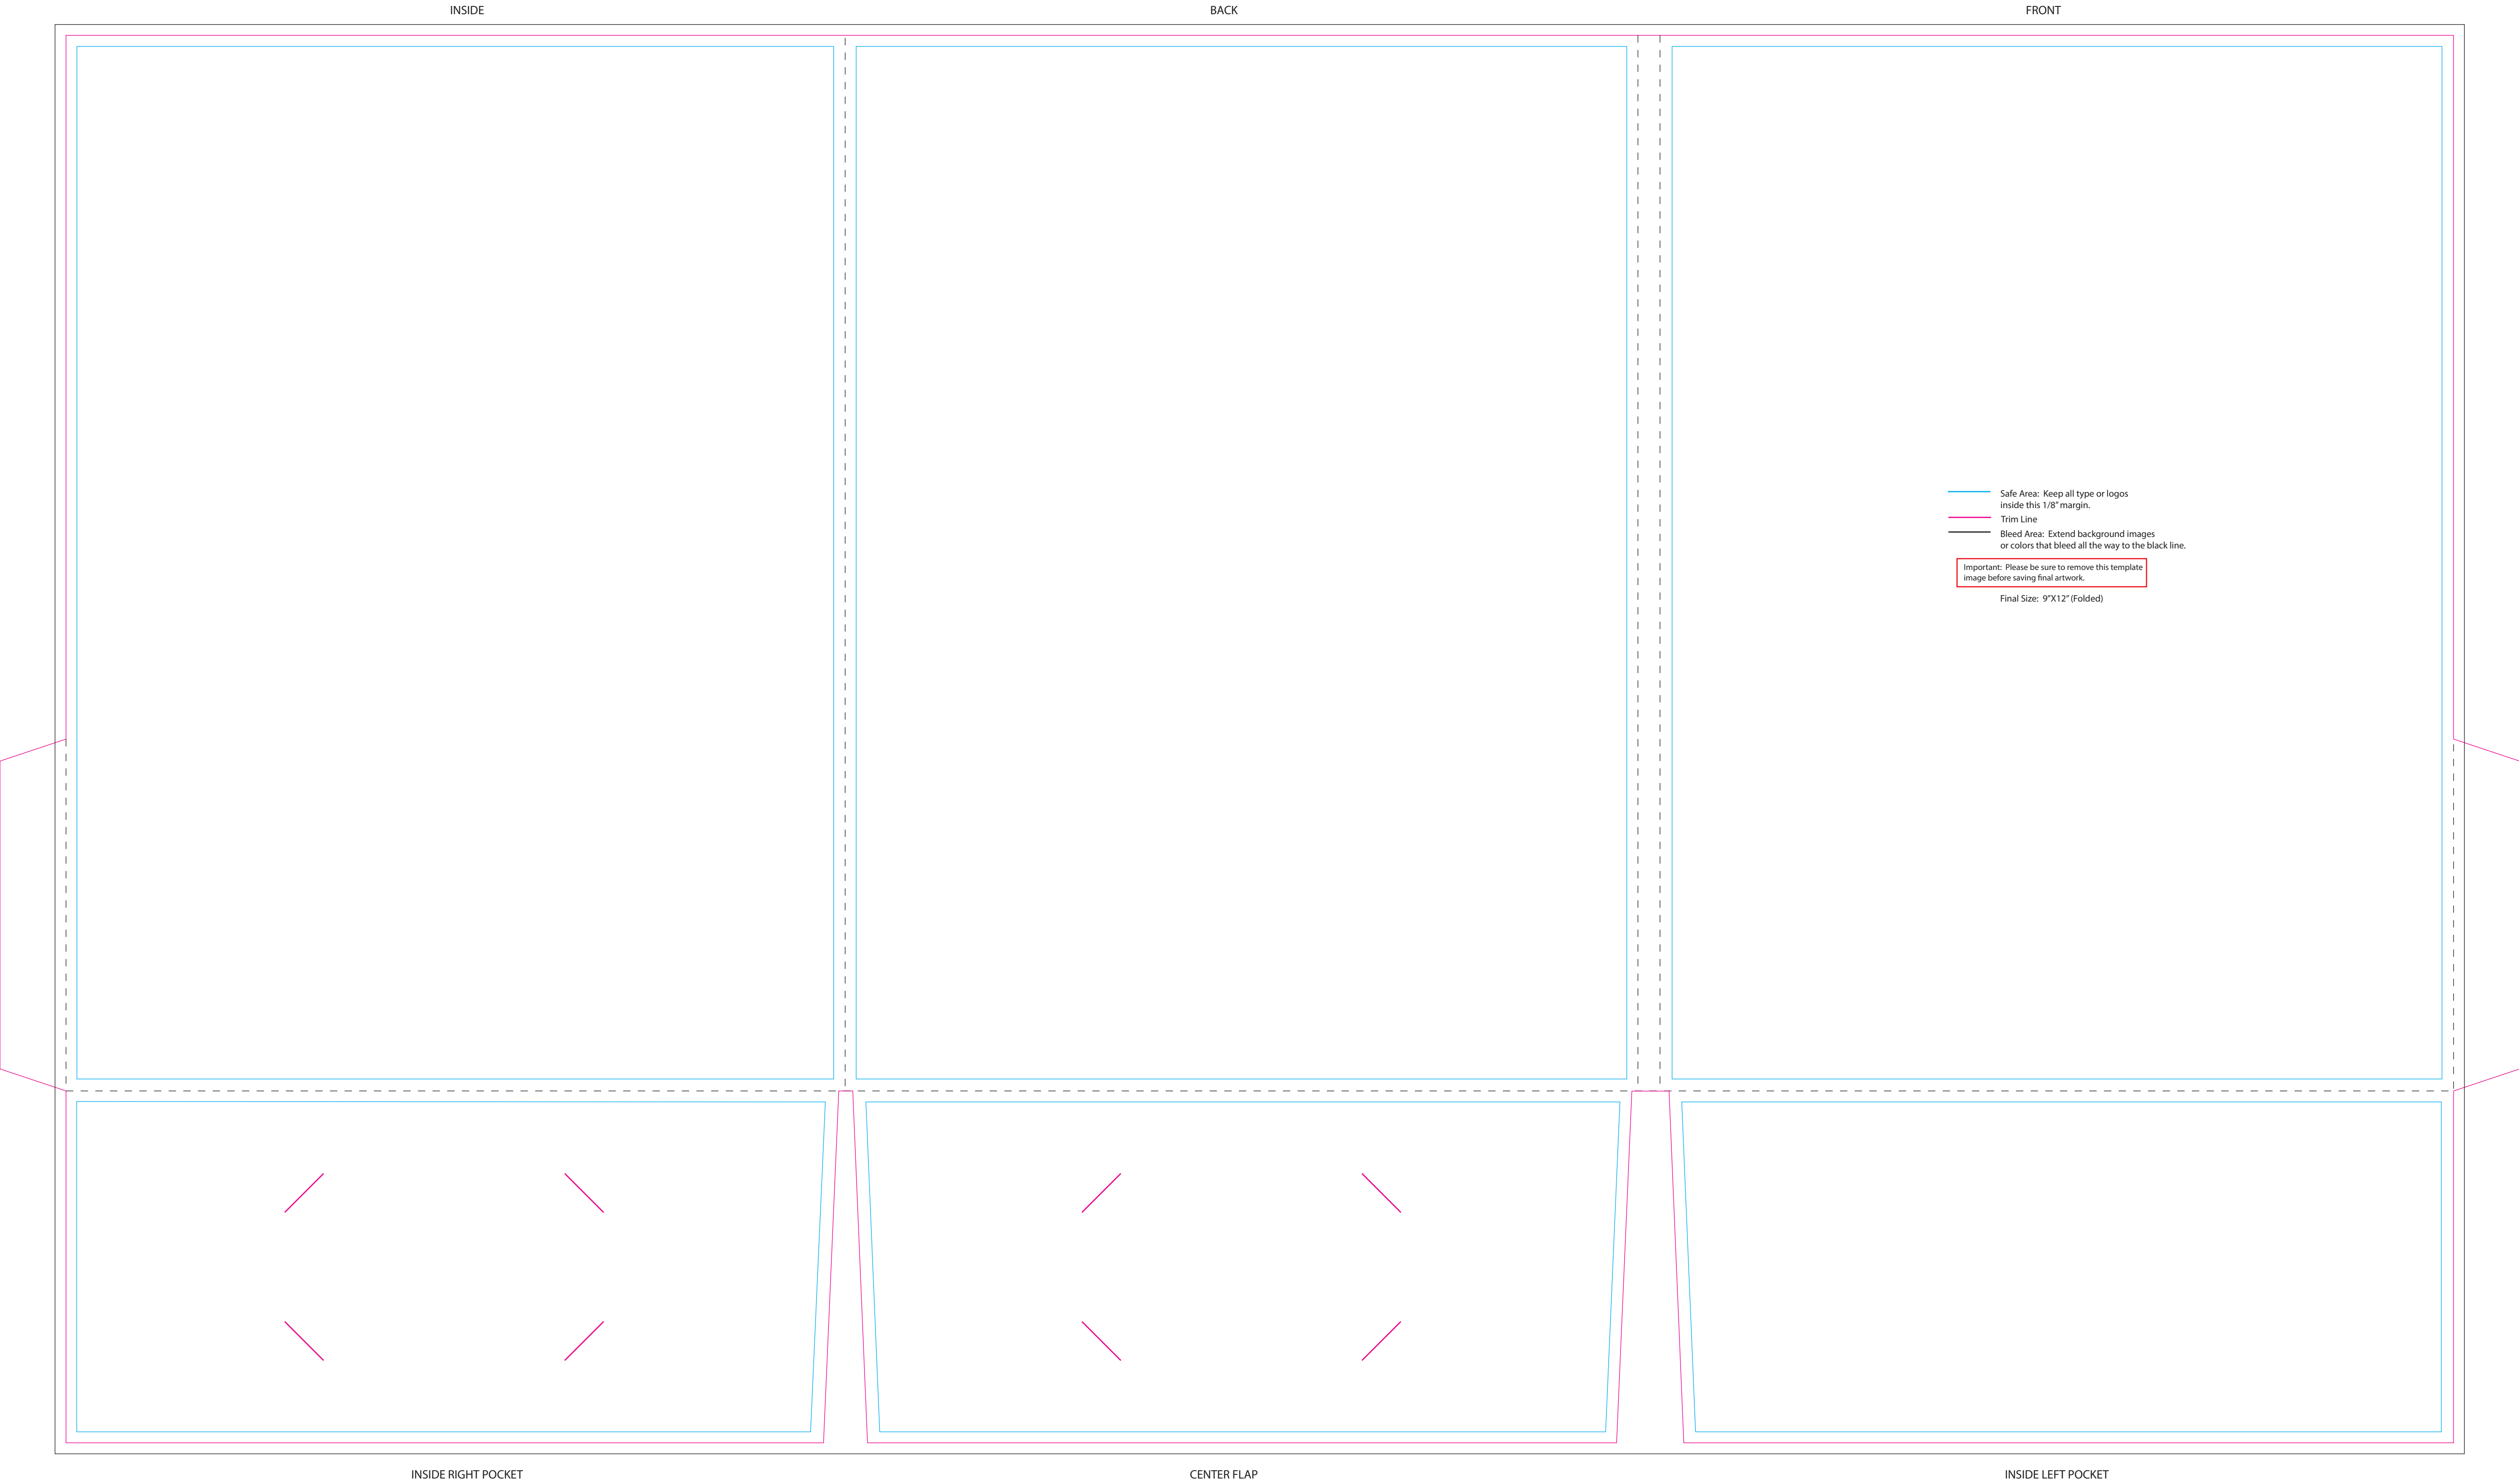 INSIDE
BACK
FRONT
Safe Area:  Keep all type or logos
inside this 1/8" margin.
Trim Line
Bleed Area:  Extend background images
or colors that bleed all the way to the black line.
Important:  Please be sure to remove this template
image before saving final artwork.
Final Size:  9"X12" (Folded)
INSIDE RIGHT POCKET
CENTER FLAP
INSIDE LEFT POCKET